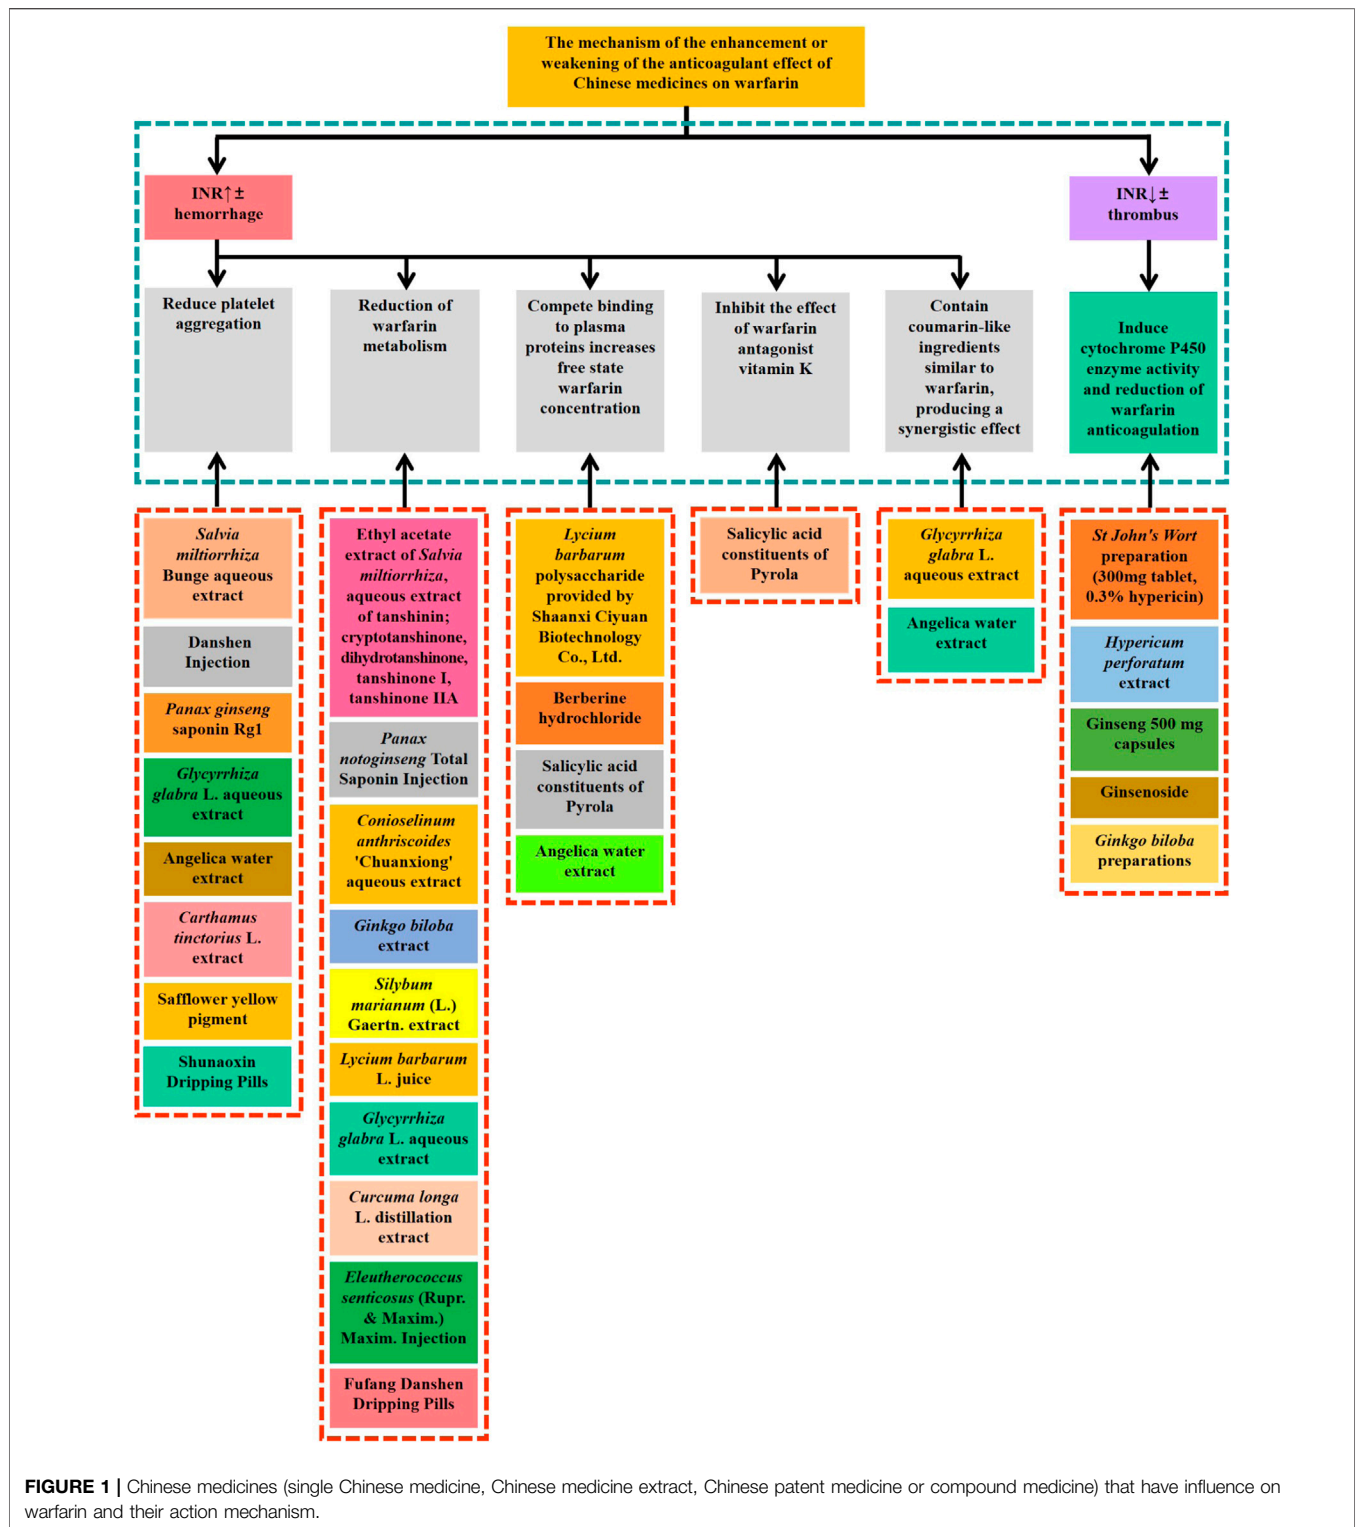 The mechanism of the enhancement or
weakening of the anticoagulant effect of
Chinese medicines on warfarin
INR↑ ±
hemorrhage
INR↓ ±
thrombus
Reduce platelet
aggregation
Reduction of
warfarin
metabolism
Compete binding
to plasma
proteins increases
free state
warfarin
concentration
Inhibit the effect
of warfarin
antagonist
vitamin K
Contain
coumarin-like
ingredients
similar to
warfarin,
producing a
synergistic effect
Induce
cytochrome P450
enzyme activity
and reduction of
warfarin
anticoagulation
Salvia
miltiorrhiza
Bunge aqueous
extract
Danshen
Injection
Panax ginseng
saponin Rg1
Glycyrrhiza
glabra L. aqueous
extract
Angelica water
extract
Carthamus
tinctorius L.
extract
Safflower yellow
pigment
Shunaoxin
Dripping Pills
Ethyl acetate
extract of Salvia
miltiorrhiza,
aqueous extract
of tanshinin;
cryptotanshinone,
dihydrotanshinone,
tanshinone I,
tanshinone IIA
Panax
notoginseng Total
Saponin Injection
Conioselinum
anthriscoides
'Chuanxiong'
aqueous extract
Ginkgo biloba
extract
Silybum
marianum (L.)
Gaertn. extract
Lycium barbarum
L. juice
Glycyrrhiza
glabra L. aqueous
extract
Curcuma longa
L. distillation
extract
Eleutherococcus
senticosus (Rupr.
& Maxim.)
Maxim. Injection
Fufang Danshen
Dripping Pills
Lycium
barbarum
polysaccharide
provided by
Shaanxi Ciyuan
Biotechnology
Co., Ltd.
Berberine
hydrochloride
Salicylic acid
constituents of
Pyrola
Angelica water
extract
Salicylic acid
constituents of
Pyrola
Glycyrrhiza
glabra L.
aqueous extract
Angelica water
extract
St John's Wort
preparation
(300mg tablet,
0.3% hypericin)
Hypericum
perforatum
extract
Ginseng 500 mg
capsules
Ginsenoside
Ginkgo biloba
preparations
FIGURE 1 | Chinese medicines (single Chinese medicine, Chinese medicine extract, Chinese patent medicine or compound medicine) that have influence on
warfarin and their action mechanism.